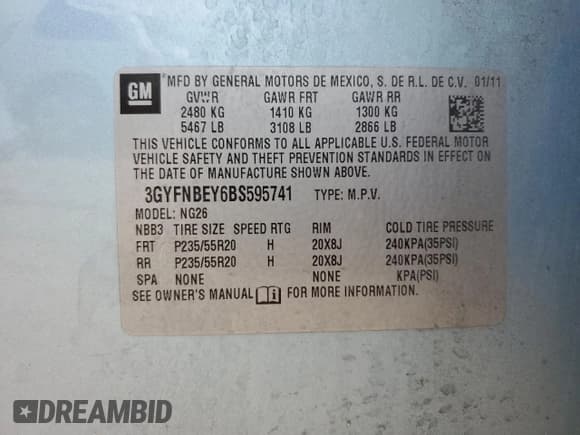 GM
*MFD BY GENERAL MOTORS DE MEXICO, S. DE R.L. DE C.V. 01/11
GVWR GAWR FRT GAWR RR
2480 KG 1410 KG 1300 KG
5467 LB 3108 LB 2866 LB
THIS VEHICLE CONFORMS TO ALL APPLICABLE U.S. FEDERAL MOTOR
VEHICLE SAFETY AND THEFT PREVENTION STANDARDS IN EFFECT ON
THE DATE OF MANUFACTURE SHOWN ABOVE.
3GYFNBEY6BS595741 TYPE: M.P.V.
MODEL: NG26
NBB3 TIRE SIZE SPEED RTG RIM COLD TIRE PRESSURE
FRT P235/55R20 H 20X8J 240KPA(35PSI)
RR P235/55R20 H 20X8J 240KPA(35PSI)
SPA NONE NONE KPA(PSI)
SEE OWNER'S MANUAL FOR MORE INFORMATION.
DREAMBID